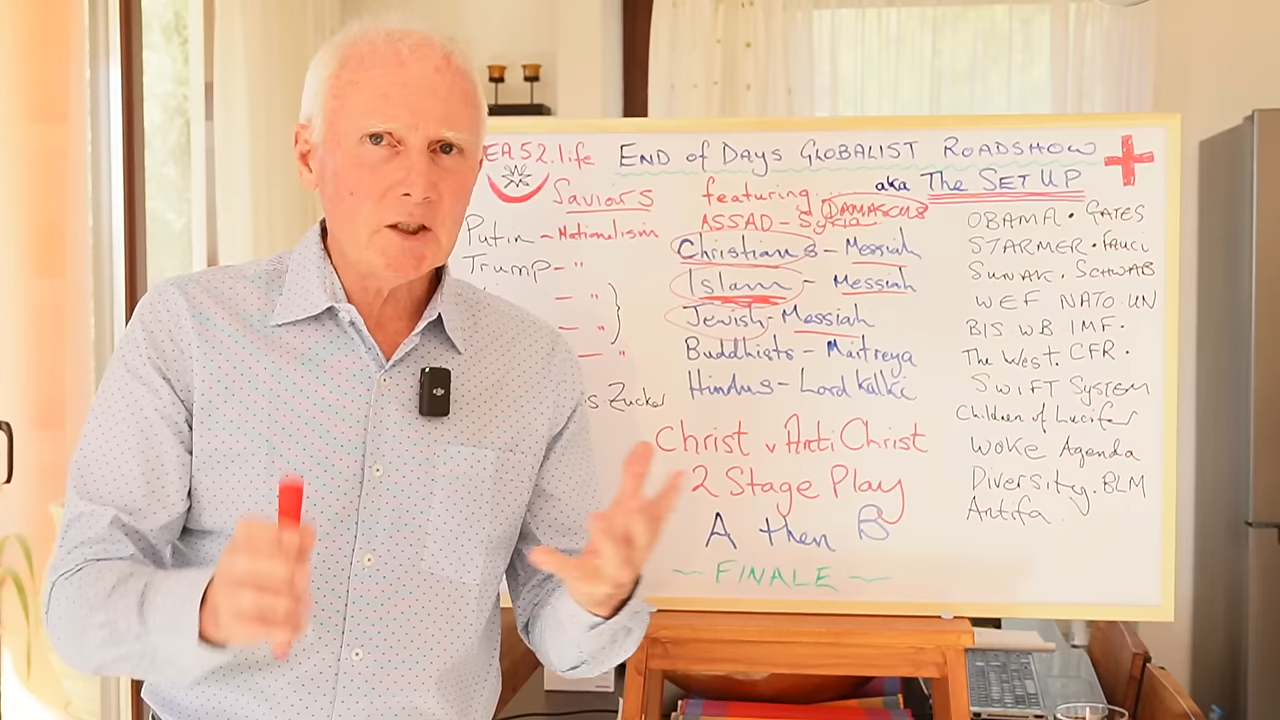 EA52.life END of DAYS GLOBALIST ROADSHOW
aka The SET UP
Saviours
Putin ~ Nationalism
Trump - "
- "
- "
- "
s Zucker
featuring...
ASSAD - Syria DAMASCUS
Christians - Messiah
Islam - Messiah
Jewish - Messiah
Buddhists - Maitreya
Hindus - Lord Kalki
Christ v Anti Christ
2 Stage Play
A then B
~ FINALE ~
OBAMA • GATES
STARMER • FAUCI
SUNAK. SCHWAB
WEF NATO UN
BIS WB IMF.
The West. CFR.
SWIFT SYSTEM
Children of Lucifer
WOKE Agenda
Diversity. BLM
Antifa